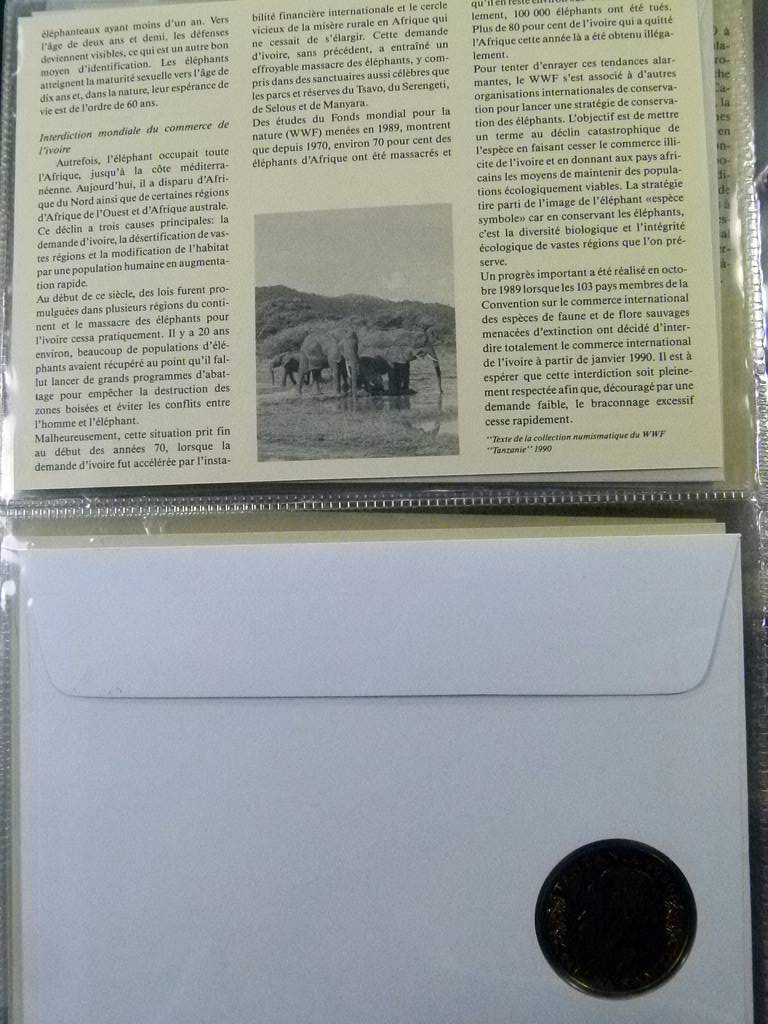 éléphanteaux ayant moins d'un an. Vers
l'âge de deux ans et demi, les défenses
deviennent visibles, ce qui est un autre bon
moyen d'identification. Les éléphants
atteignent la maturité sexuelle vers l'âge de
dix ans et, dans la nature, leur espérance de
vie est de l'ordre de 60 ans.
Interdiction mondiale du commerce de
l'ivoire
Autrefois, l'éléphant occupait toute
l'Afrique, jusqu'à la côte méditerra-
néenne. Aujourd'hui, il a disparu d'Afri-
que du Nord ainsi que de certaines régions
d'Afrique de l'Ouest et d'Afrique australe.
Ce déclin a trois causes principales: la
demande d'ivoire, la désertification de vas-
tes régions et la modification de l'habitat
par une population humaine en augmenta-
tion rapide.
Au début de ce siècle, des lois furent pro-
mulguées dans plusieurs régions du conti-
nent et le massacre des éléphants pour
l'ivoire cessa pratiquement. Il y a 20 ans
environ, beaucoup de populations d'élé-
phants avaient récupéré au point qu'il fal-
lut lancer de grands programmes d'abat-
tage pour empêcher la destruction des
zones boisées et éviter les conflits entre
l'homme et l'éléphant.
Malheureusement, cette situation prit fin
au début des années 70, lorsque la
demande d'ivoire fut accélérée par l'insta-
bilité financière internationale et le cercle
vicieux de la misère rurale en Afrique qui
ne cessait de s'élargir. Cette demande
d'ivoire, sans précédent, a entraîné un
effroyable massacre des éléphants, y com-
pris dans des sanctuaires aussi célèbres que
les parcs et réserves du Tsavo, du Serengeti,
de Selous et de Manyara.
Des études du Fonds mondial pour la
nature (WWF) menées en 1989, montrent
que depuis 1970, environ 70 pour cent des
éléphants d'Afrique ont été massacrés et
qu'il en reste
lement, 100 000 éléphants ont été tués.
Plus de 80 pour cent de l'ivoire qui a quitté
l'Afrique cette année là a été obtenu illéga-
lement.
Pour tenter d'enrayer ces tendances alar-
mantes, le WWF s'est associé à d'autres
organisations internationales de conserva-
tion pour lancer une stratégie de conserva-
tion des éléphants. L'objectif est de mettre
un terme au déclin catastrophique de
l'espèce en faisant cesser le commerce illi-
cite de l'ivoire et en donnant aux pays afri-
cains les moyens de maintenir des popula-
tions écologiquement viables. La stratégie
tire parti de l'image de l'éléphant «espèce
symbole» car en conservant les éléphants,
c'est la diversité biologique et l'intégrité
écologique de vastes régions que l'on pré-
serve.
Un progrès important a été réalisé en octo-
bre 1989 lorsque les 103 pays membres de la
Convention sur le commerce international
des espèces de faune et de flore sauvages
menacées d'extinction ont décidé d'inter-
dire totalement le commerce international
de l'ivoire à partir de janvier 1990. Il est à
espérer que cette interdiction soit pleine-
ment respectée afin que, découragé par une
demande faible, le braconnage excessif
cesse rapidement.
"Texte de la collection numismatique du WWF
"Tanzanie" 1990